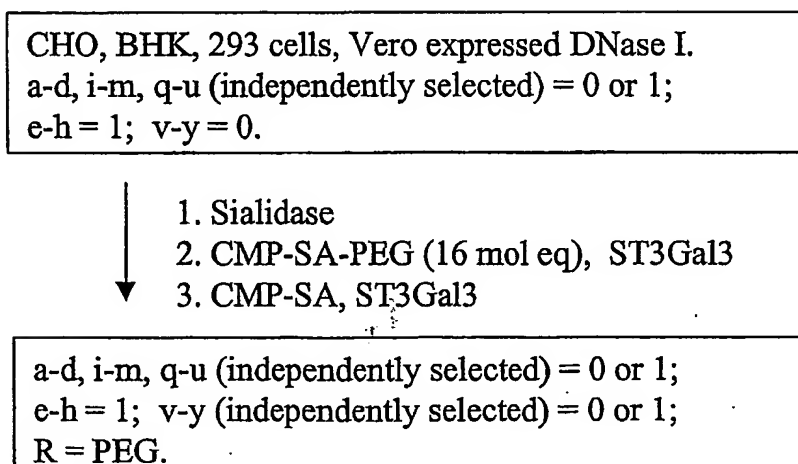 CHO, BHK, 293 cells, Vero expressed DNase I.
a-d, i-m, q-u (independently selected) = 0 or 1;
e-h = 1; v-y = 0.
1. Sialidase
2. CMP-SA-PEG (16 mol eq), ST3Gal3
3. CMP-SA, ST3Gal3
a-d, i-m, q-u (independently selected) = 0 or 1;
e-h = 1; v-y (independently selected) = 0 or 1;
R = PEG.